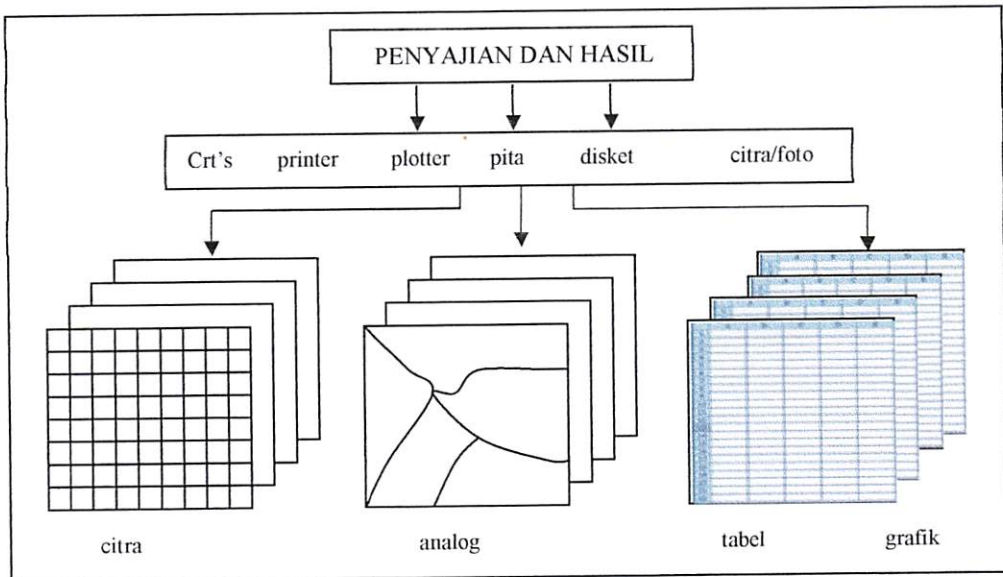 PENYAJIAN DAN HASIL
Crt's printer plotter pita disket citra/foto
citra analog tabel grafik